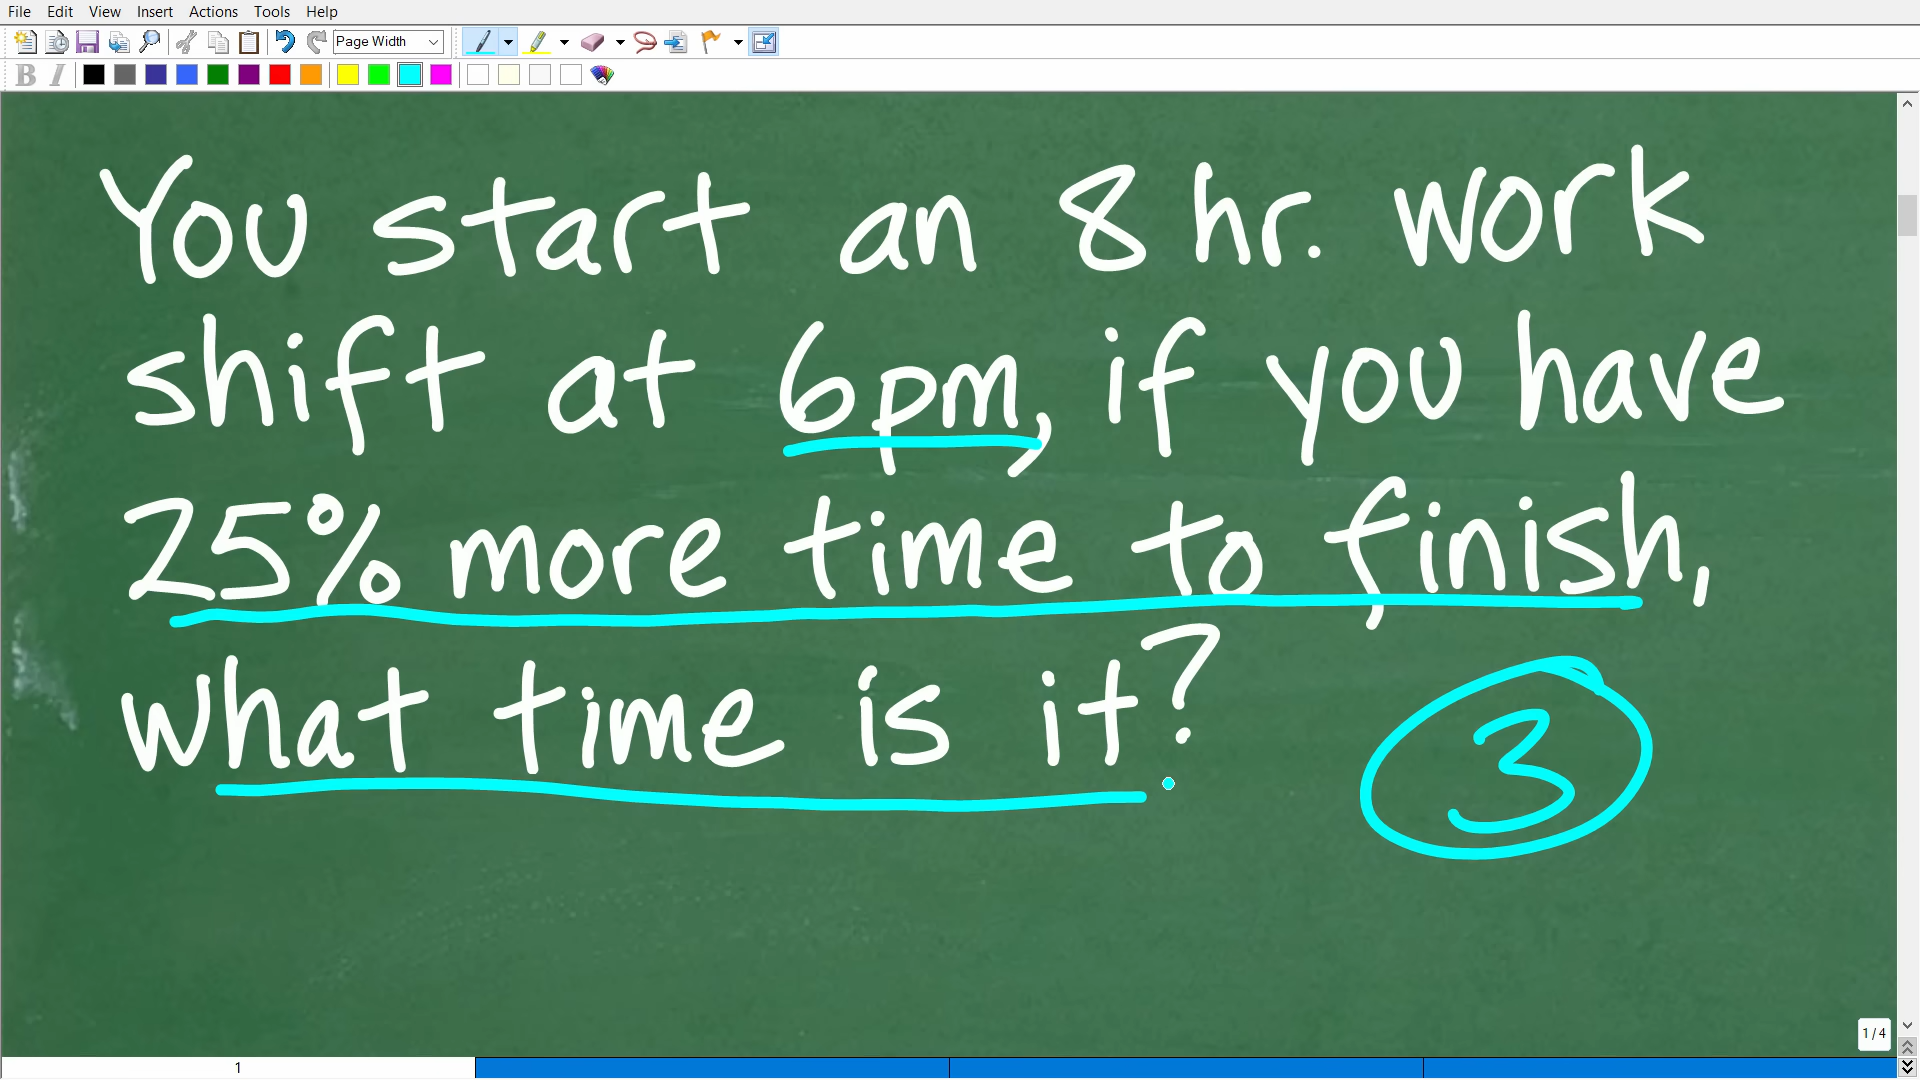 File Edit View Insert Actions Tools Help
Page Width
B I
You start an 8 hr. work
shift at 6pm, if you have
25% more time to finish,
what time is it?
3
1 / 4
1